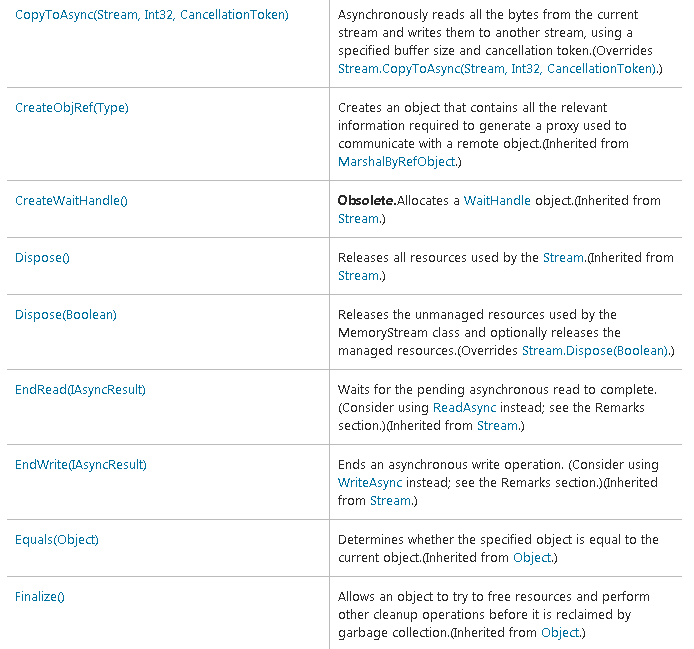 CopyToAsync(Stream, Int32, CancellationToken)
Asynchronously reads all the bytes from the current
stream and writes them to another stream, using a
specified buffer size and cancellation token.(Overrides
Stream.CopyToAsync(Stream, Int32, CancellationToken).)
CreateObjRef(Type)
Creates an object that contains all the relevant
information required to generate a proxy used to
communicate with a remote object.(Inherited from
MarshalByRefObject.)
CreateWaitHandle()
Obsolete.Allocates a WaitHandle object.(Inherited from
Stream.)
Dispose()
Releases all resources used by the Stream.(Inherited from
Stream.)
Dispose(Boolean)
Releases the unmanaged resources used by the
MemoryStream class and optionally releases the
managed resources.(Overrides Stream.Dispose(Boolean).)
EndRead(IAsyncResult)
Waits for the pending asynchronous read to complete.
(Consider using ReadAsync instead; see the Remarks
section.)(Inherited from Stream.)
EndWrite(IAsyncResult)
Ends an asynchronous write operation. (Consider using
WriteAsync instead; see the Remarks section.)(Inherited
from Stream.)
Equals(Object)
Determines whether the specified object is equal to the
current object.(Inherited from Object.)
Finalize()
Allows an object to try to free resources and perform
other cleanup operations before it is reclaimed by
garbage collection.(Inherited from Object.)